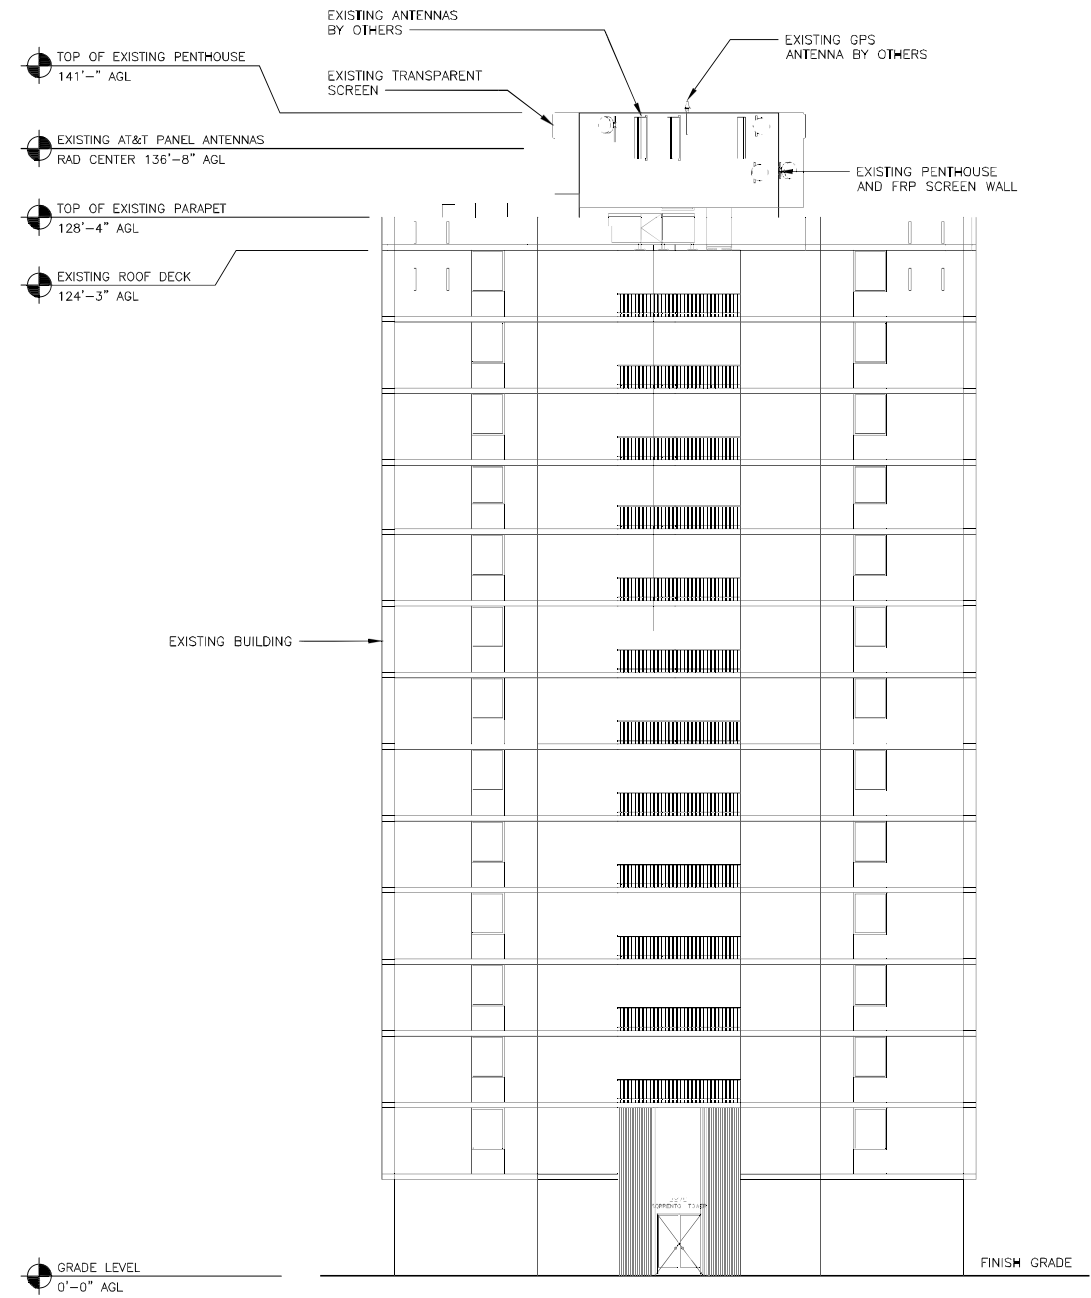 EXISTING ANTENNAS
BY OTHERS
EXISTING GPS
ANTENNA BY OTHERS
TOP OF EXISTING PENTHOUSE
141'-" AGL
EXISTING TRANSPARENT
SCREEN
EXISTING AT&T PANEL ANTENNAS
RAD CENTER 136'-8" AGL
EXISTING PENTHOUSE
AND FRP SCREEN WALL
TOP OF EXISTING PARAPET
128'-4" AGL
EXISTING ROOF DECK
124'-3" AGL
EXISTING BUILDING
GRADE LEVEL
0'-0" AGL
FINISH GRADE